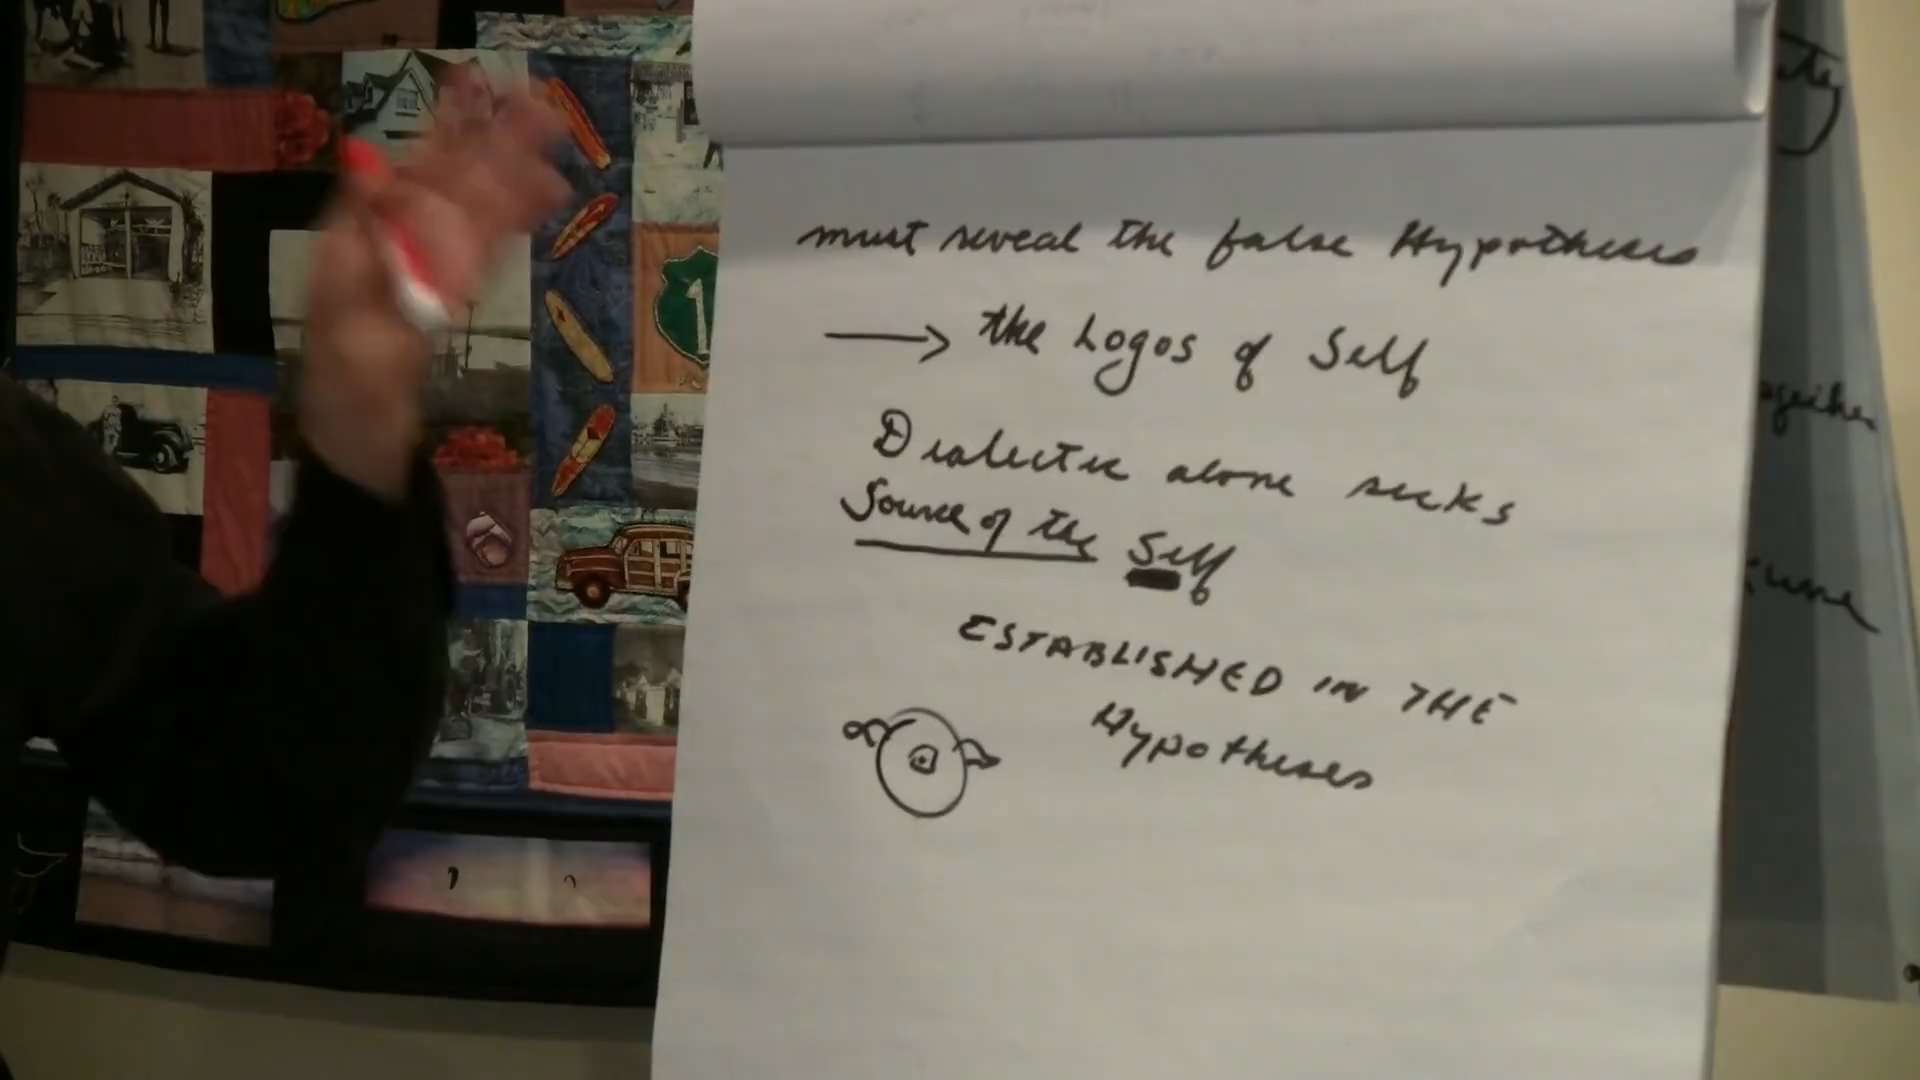 must reveal the false Hypotheses
→ the Logos of Self
Dialectic alone seeks
Source of the Self
ESTABLISHED IN THE
Hypotheses
1